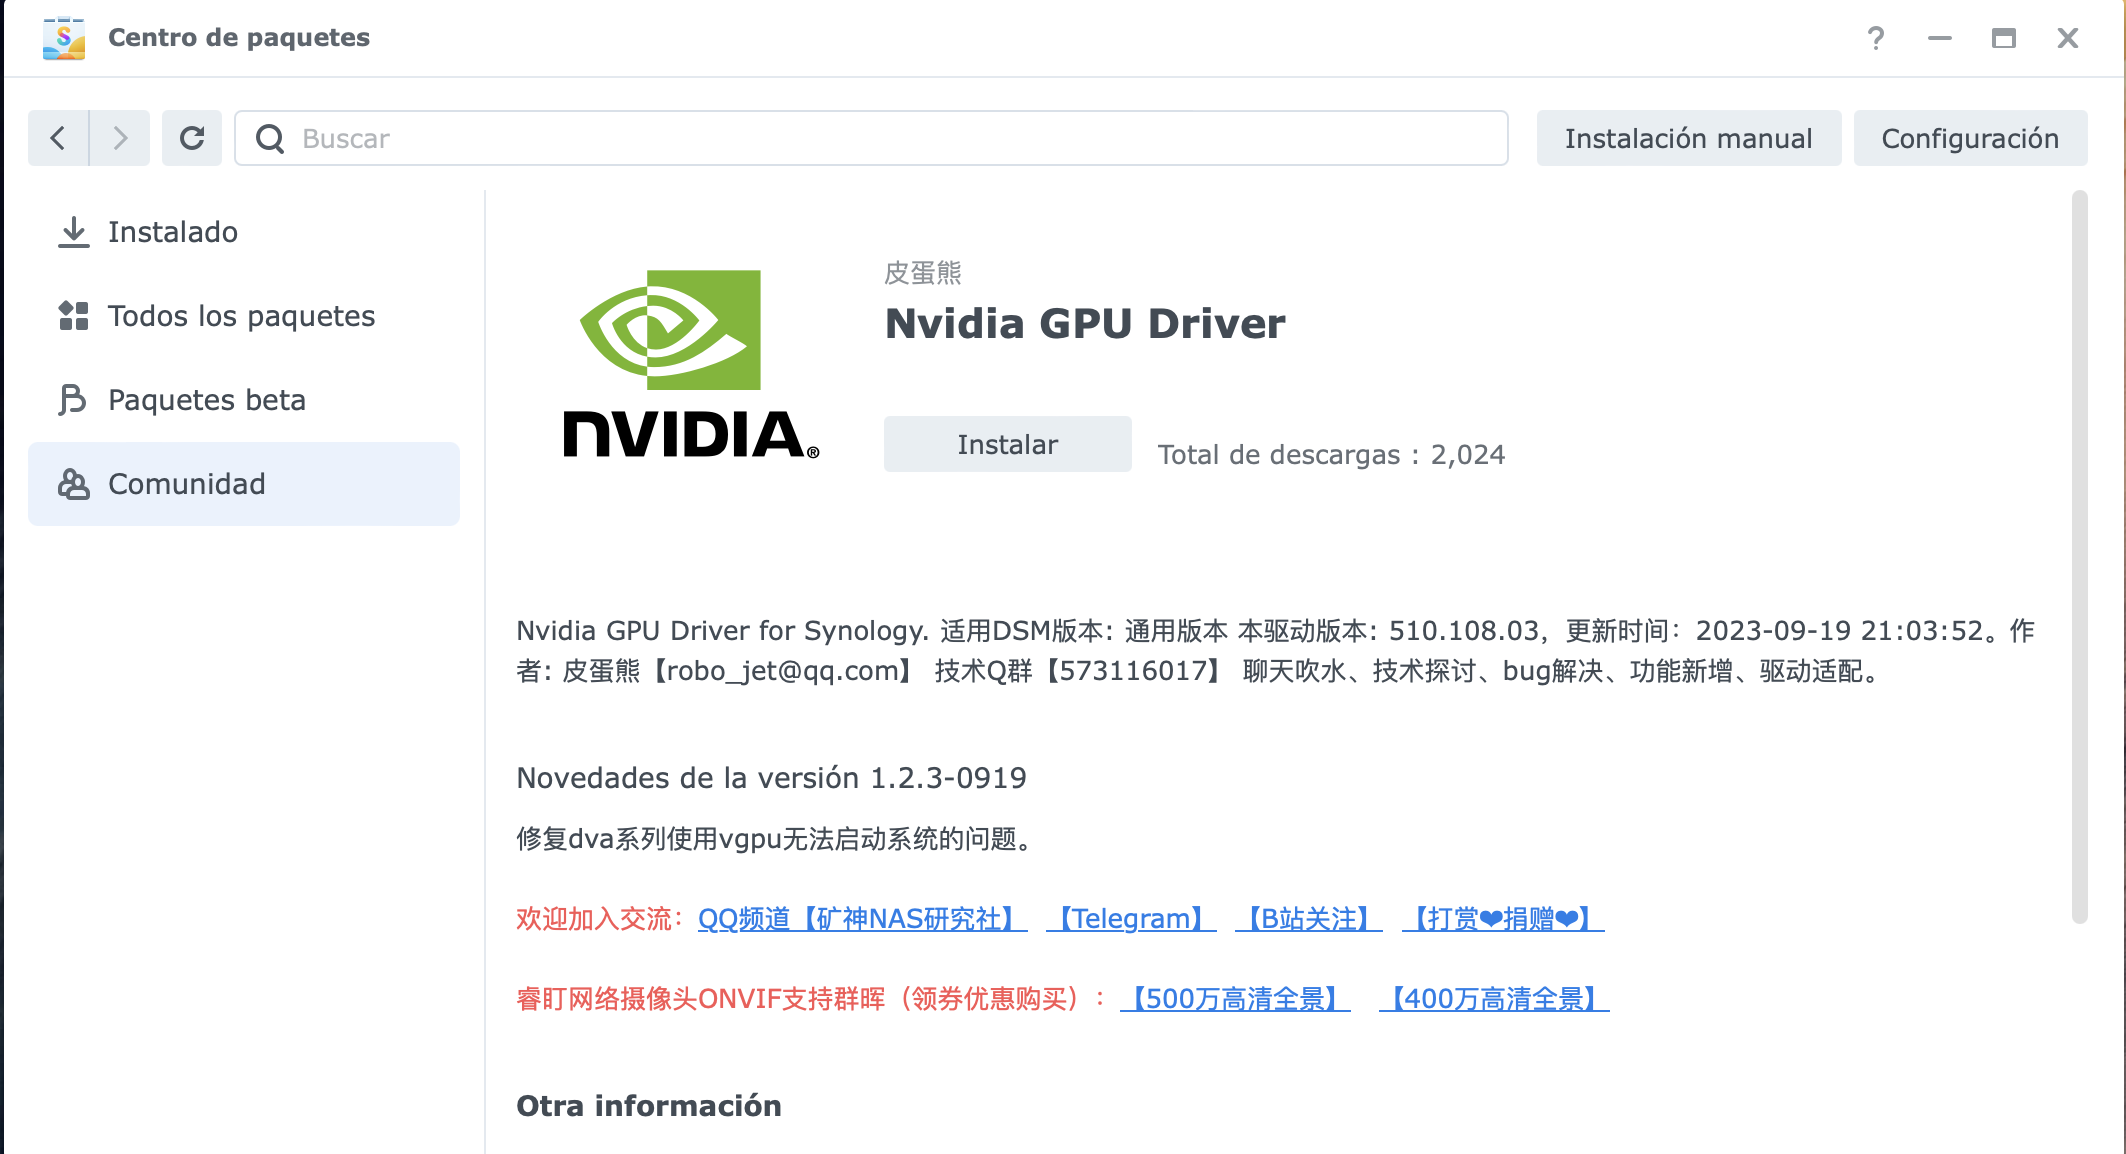 Centro de paquetes
Buscar
Instalación manual
Configuración
Instalado
Todos los paquetes
Paquetes beta
Comunidad
NVIDIA®
皮蛋熊
Nvidia GPU Driver
Instalar
Total de descargas : 2,024
Nvidia GPU Driver for Synology. 适用DSM版本: 通用版本 本驱动版本: 510.108.03，更新时间：2023-09-19 21:03:52。作
者: 皮蛋熊【robo_jet@qq.com】 技术Q群【573116017】 聊天吹水、技术探讨、bug解决、功能新增、驱动适配。
Novedades de la versión 1.2.3-0919
修复dva系列使用vgpu无法启动系统的问题。
欢迎加入交流：QQ频道【矿神NAS研究社】 【Telegram】 【B站关注】 【打赏❤捐赠❤】
睿盯网络摄像头ONVIF支持群晖（领券优惠购买）：【500万高清全景】 【400万高清全景】
Otra información